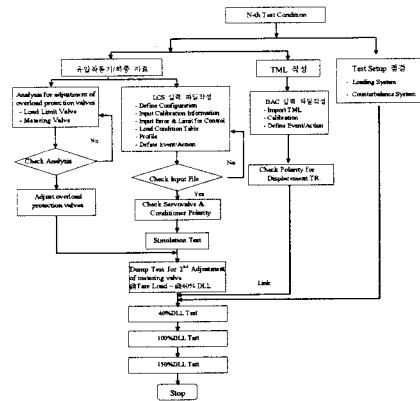 N-th Test Condition
유압작동기/하중 자료
TML 작성
Test Setup 점검
- Loading System
- Counterbalance System
Analysis for adjustment of
overload protection valves
- Load Limit Valve
- Metering Valve
LCS 입력 파일작성
- Define Configuration
- Input Calibration Information
- Input Error & Limit for Control
- Load Condition Table
- Profile
- Define Event/Action
DAC 입력 파일작성
- Import TML
- Calibration
- Define Event/Action
No
No
Check Analysis
Check Input File
Check Polarity for
Displacement TR.
Yes
Adjust overload
protection valves
Check Servovalve &
Conditioner Polarity
Simulation Test
Dump Test for 2nd Adjustment
of metering valve
@Tare Load ~ @40% DLL
Link
40%DLL Test
100%DLL Test
150%DLL Test
Stop